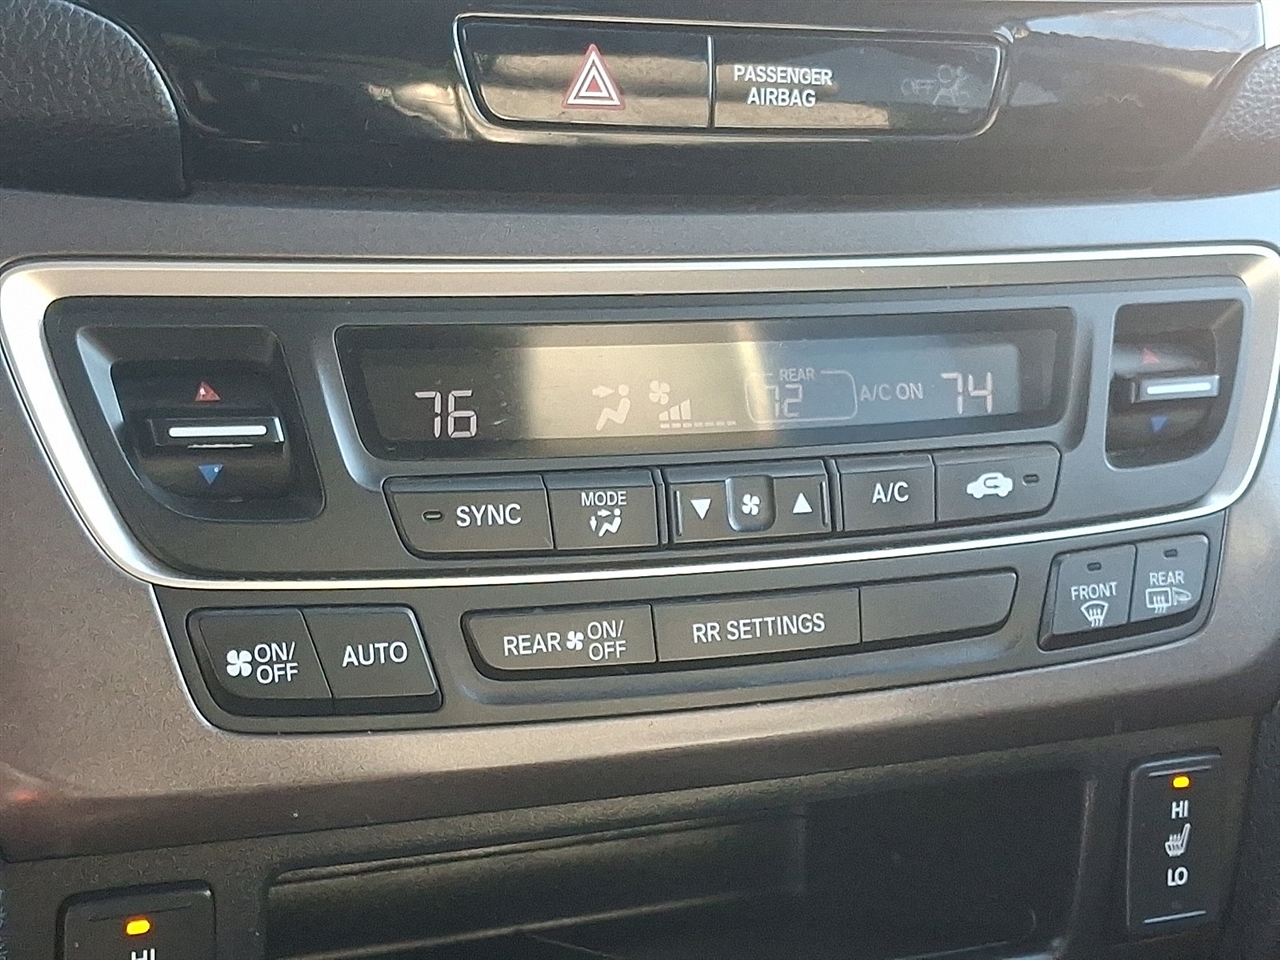 PASSENGER
AIRBAG
OFF
76
REAR
72
A/C ON
74
SYNC
MODE
A/C
FRONT
REAR
ON/
OFF
AUTO
REAR
ON/
OFF
RR SETTINGS
HI
LO
HI